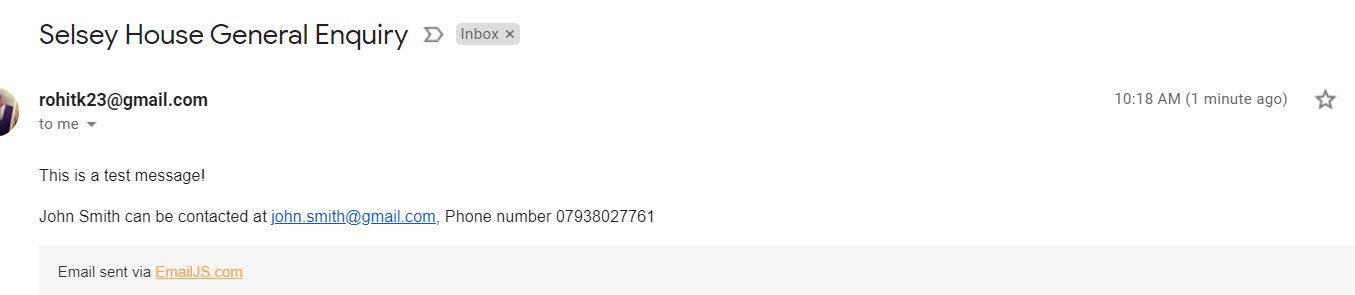 Selsey House General Enquiry Inbox ×
rohitk23@gmail.com 10:18 AM (1 minute ago)
to me
This is a test message!
John Smith can be contacted at john.smith@gmail.com, Phone number 07938027761
Email sent via EmailJS.com